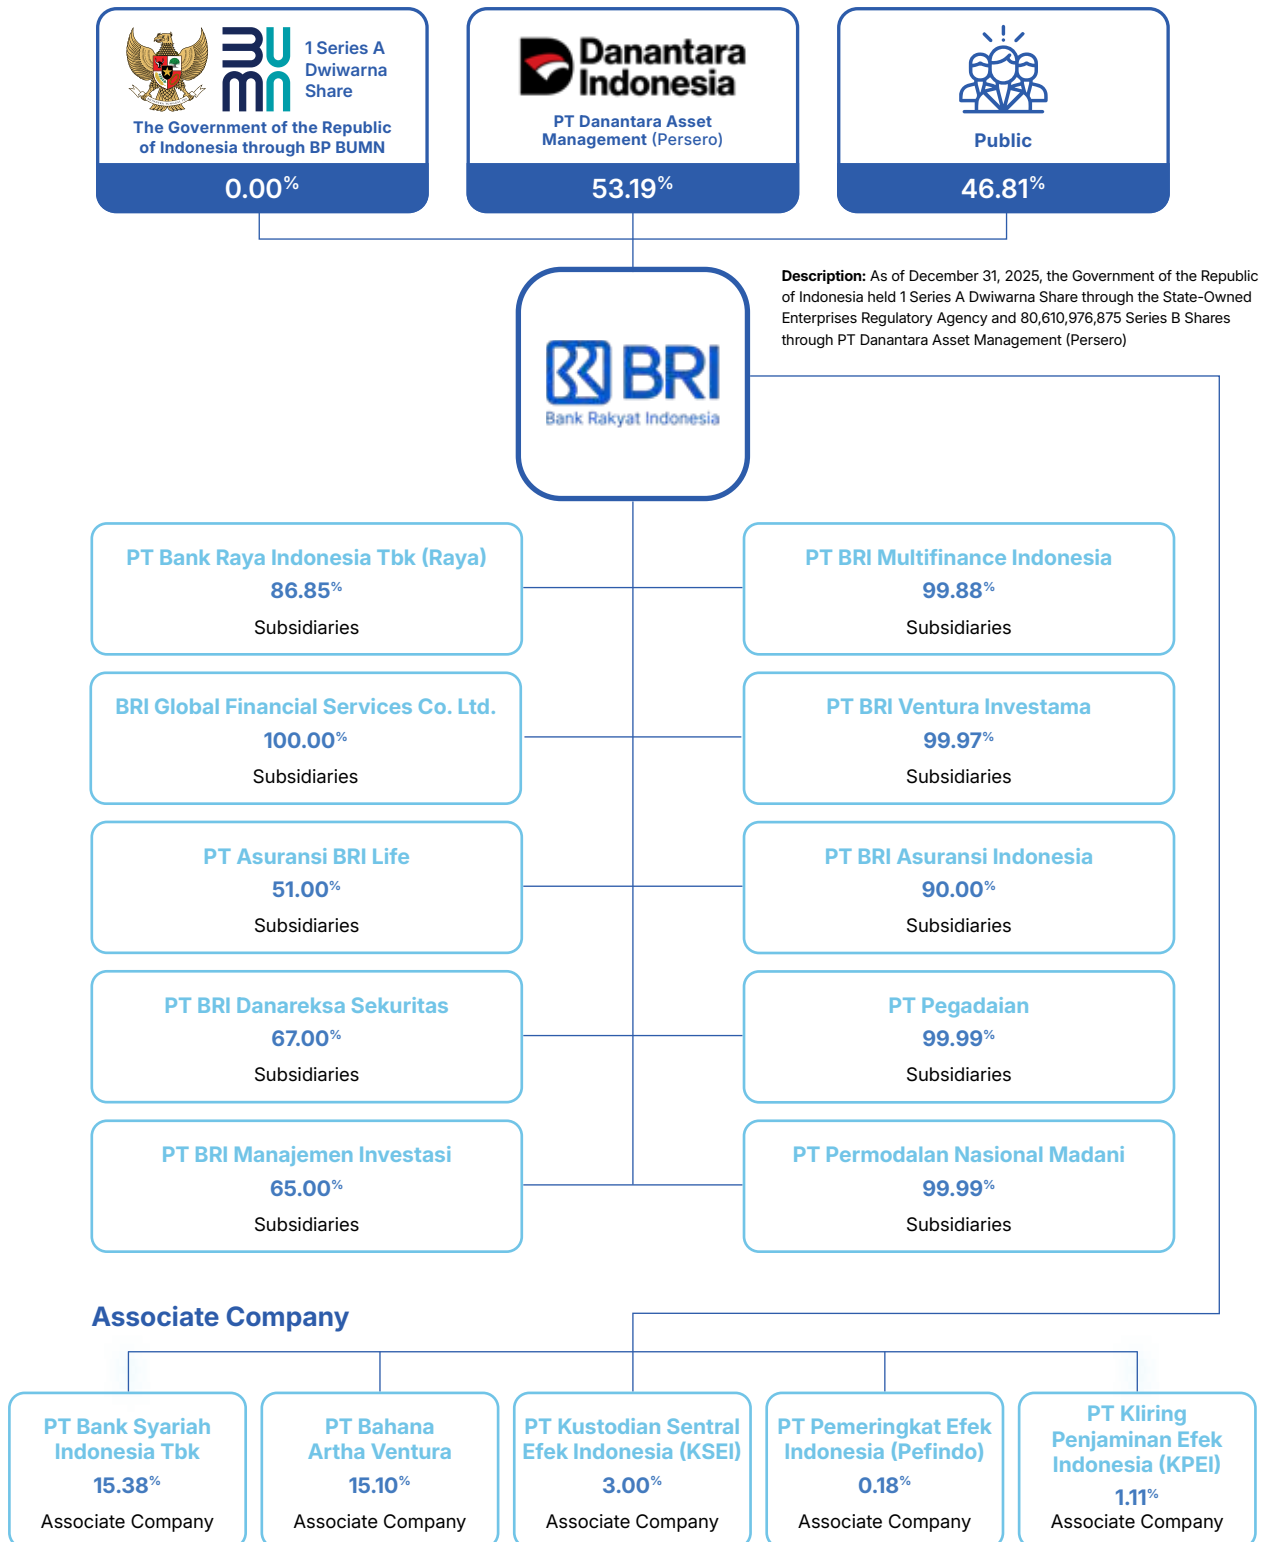 BUMN
1 Series A
Dwiwarna
Share
The Government of the Republic
of Indonesia through BP BUMN
0.00%
Danantara
Indonesia
PT Danantara Asset
Management (Persero)
53.19%
Public
46.81%
Description: As of December 31, 2025, the Government of the Republic
of Indonesia held 1 Series A Dwiwarna Share through the State-Owned
Enterprises Regulatory Agency and 80,610,976,875 Series B Shares
through PT Danantara Asset Management (Persero)
BRI
Bank Rakyat Indonesia
PT Bank Raya Indonesia Tbk (Raya)
86.85%
Subsidiaries
PT BRI Multifinance Indonesia
99.88%
Subsidiaries
BRI Global Financial Services Co. Ltd.
100.00%
Subsidiaries
PT BRI Ventura Investama
99.97%
Subsidiaries
PT Asuransi BRI Life
51.00%
Subsidiaries
PT BRI Asuransi Indonesia
90.00%
Subsidiaries
PT BRI Danareksa Sekuritas
67.00%
Subsidiaries
PT Pegadaian
99.99%
Subsidiaries
PT BRI Manajemen Investasi
65.00%
Subsidiaries
PT Permodalan Nasional Madani
99.99%
Subsidiaries
Associate Company
PT Bank Syariah
Indonesia Tbk
15.38%
Associate Company
PT Bahana
Artha Ventura
15.10%
Associate Company
PT Kustodian Sentral
Efek Indonesia (KSEI)
3.00%
Associate Company
PT Pemeringkat Efek
Indonesia (Pefindo)
0.18%
Associate Company
PT Kliring
Penjaminan Efek
Indonesia (KPEI)
1.11%
Associate Company